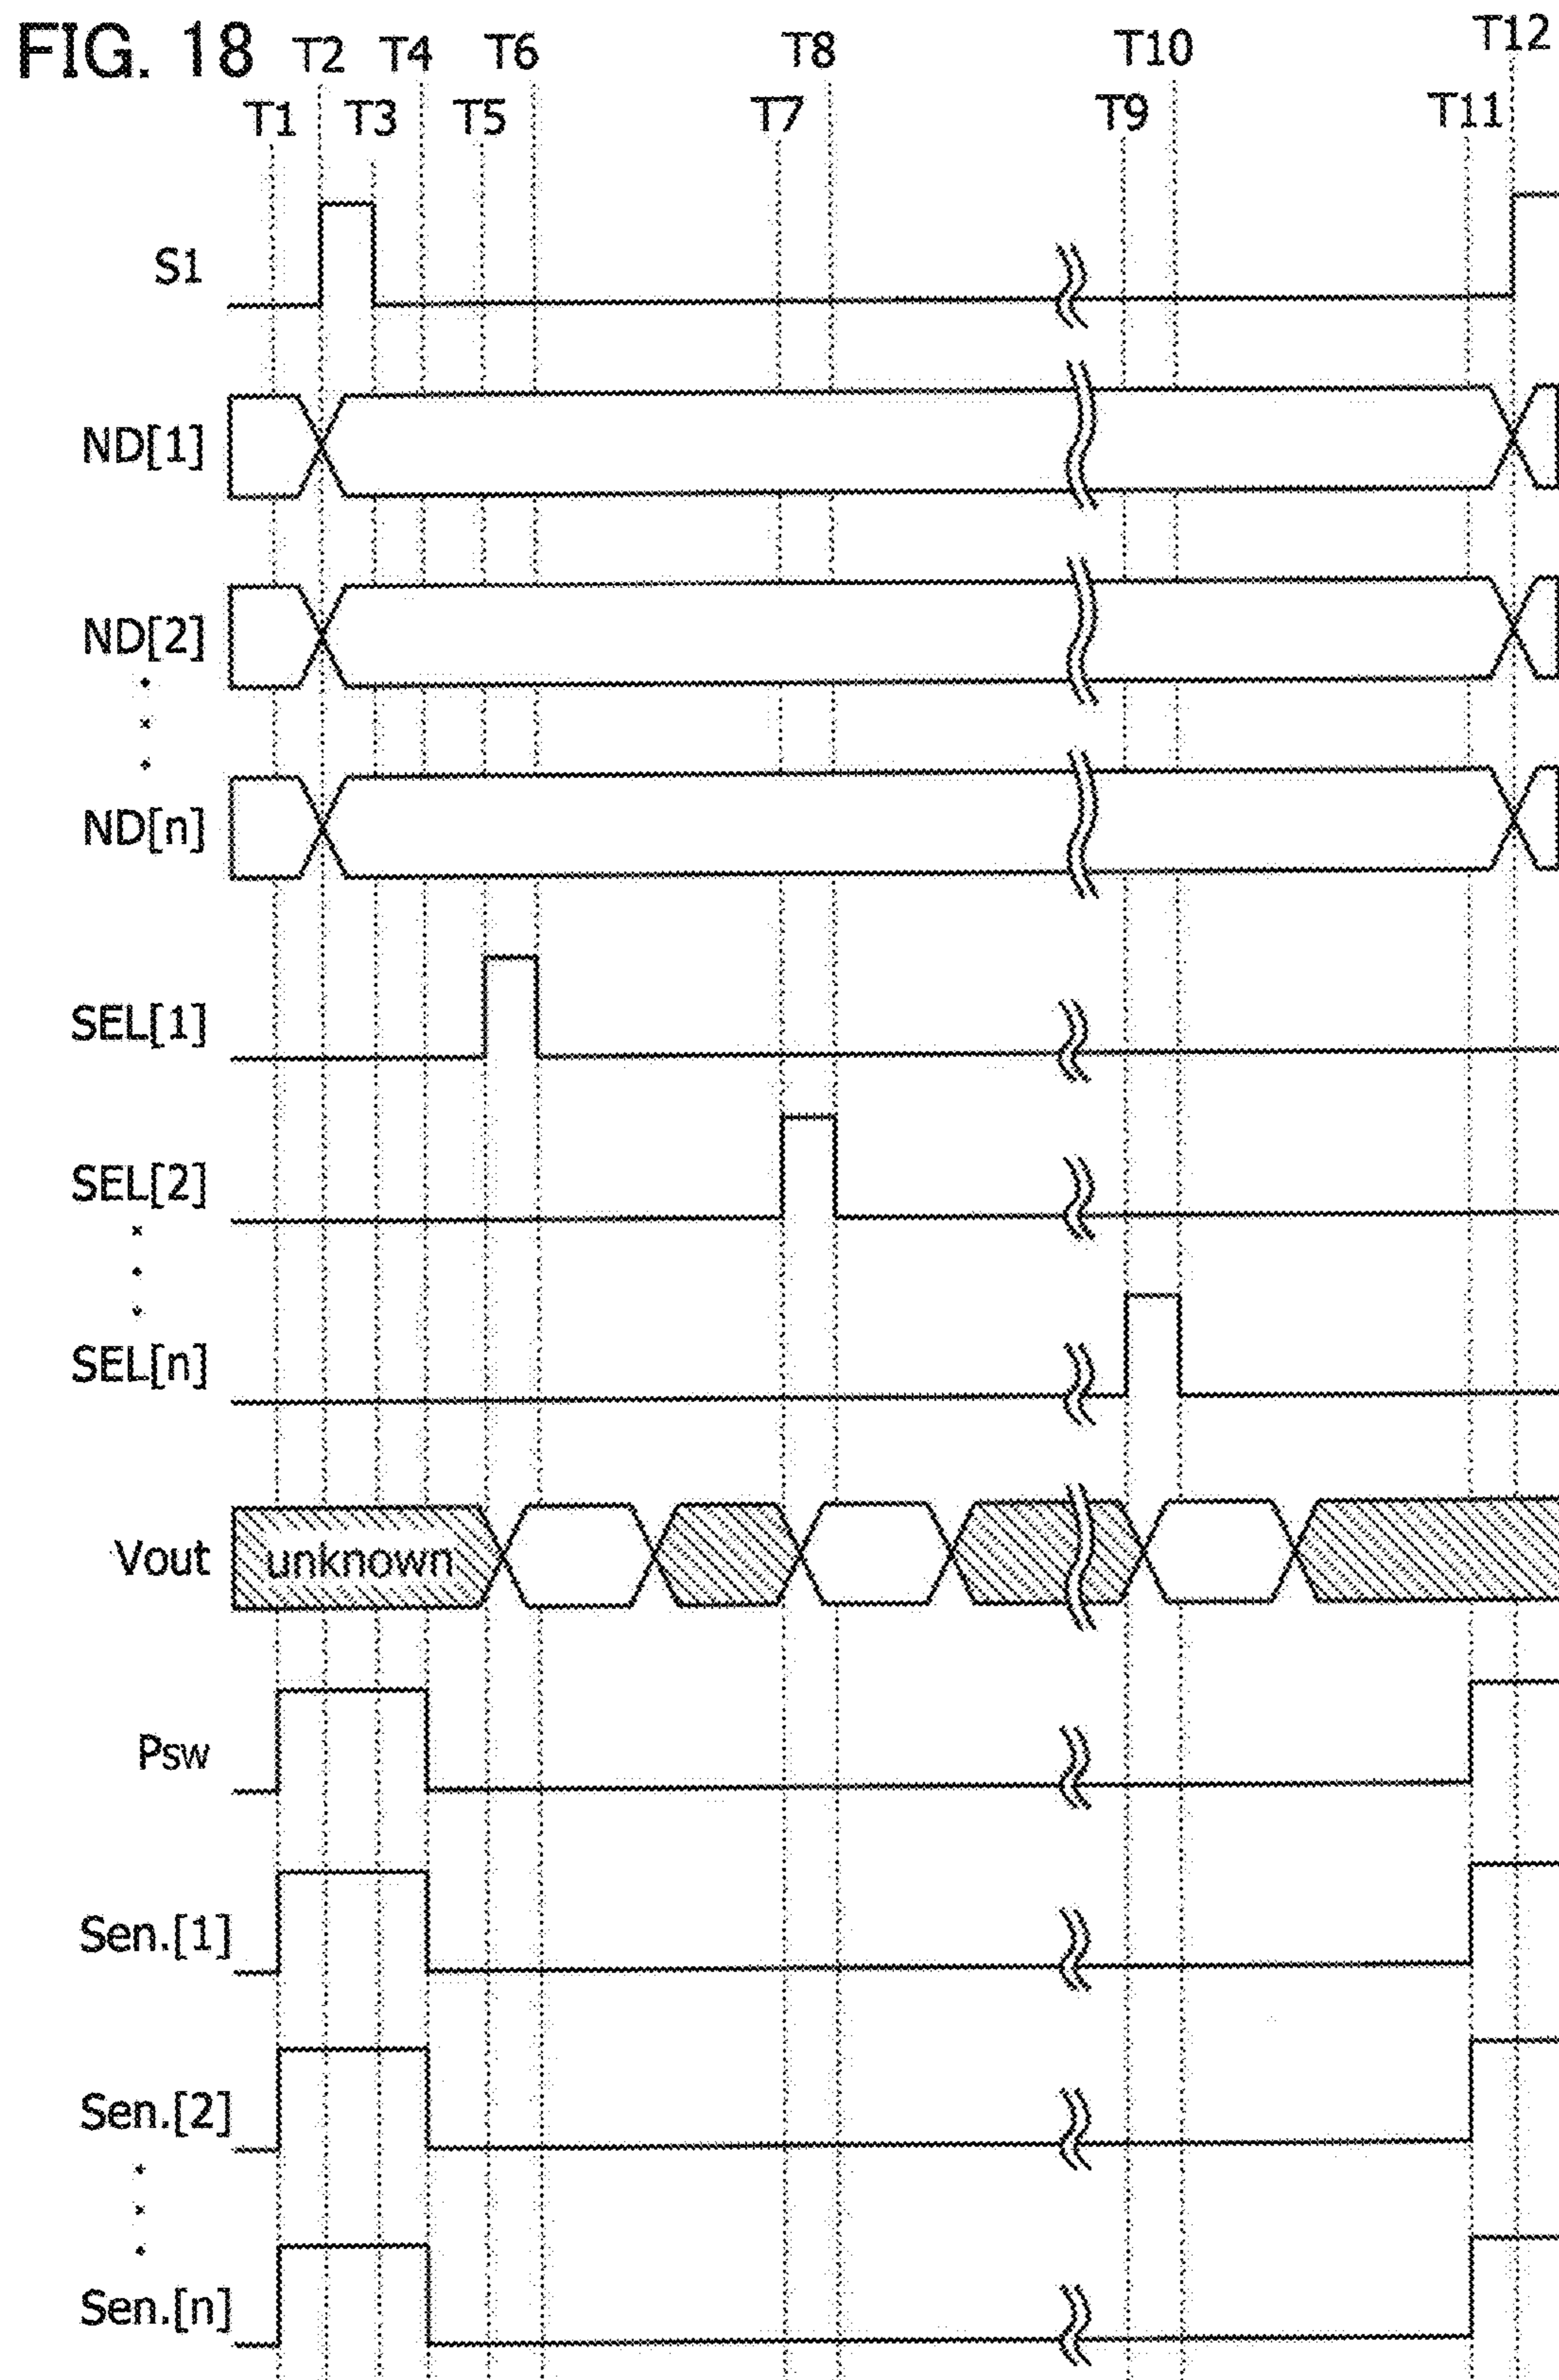 FIG. 18
T2 T4 T6 T8 T10 T12
T1 T3 T5 T7 T9 T11
S1
ND[1]
ND[2]
ND[n]
SEL[1]
SEL[2]
SEL[n]
Vout unknown
Psw
Sen.[1]
Sen.[2]
Sen.[n]